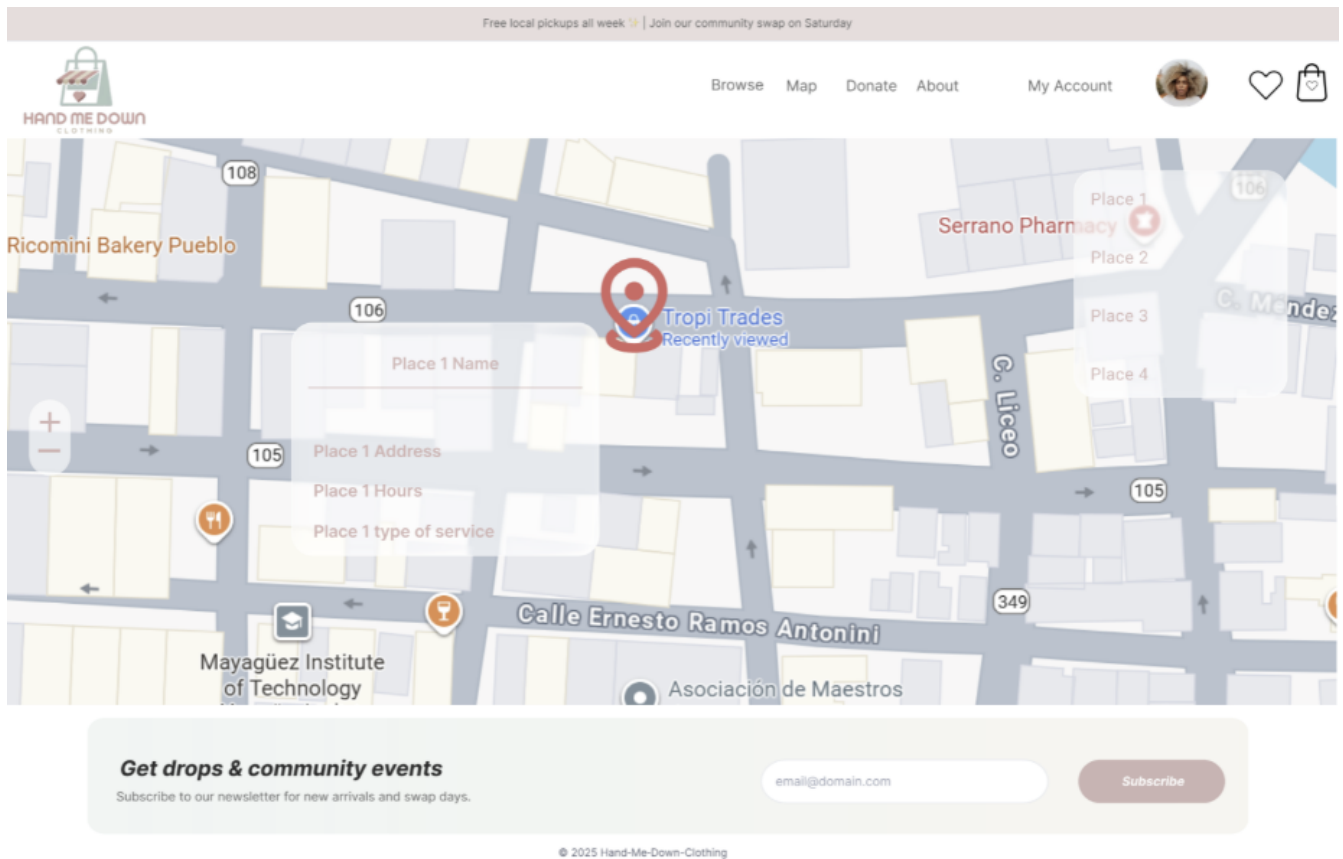 Free local pickups all week ✨ | Join our community swap on Saturday
HAND ME DOWN
CLOTHING
Browse Map Donate About My Account
108
106
Place 1
Serrano Pharmacy
Ricomini Bakery Pueblo
Place 2
106
C. Mendez
Tropi Trades
Recently viewed
Place 3
Place 1 Name
C. Liceo
Place 4
+
−
105
Place 1 Address
Place 1 Hours
105
Place 1 type of service
349
Calle Ernesto Ramos Antonini
Mayagüez Institute
of Technology
Asociación de Maestros
Get drops & community events
Subscribe to our newsletter for new arrivals and swap days.
email@domain.com
Subscribe
© 2025 Hand-Me-Down-Clothing